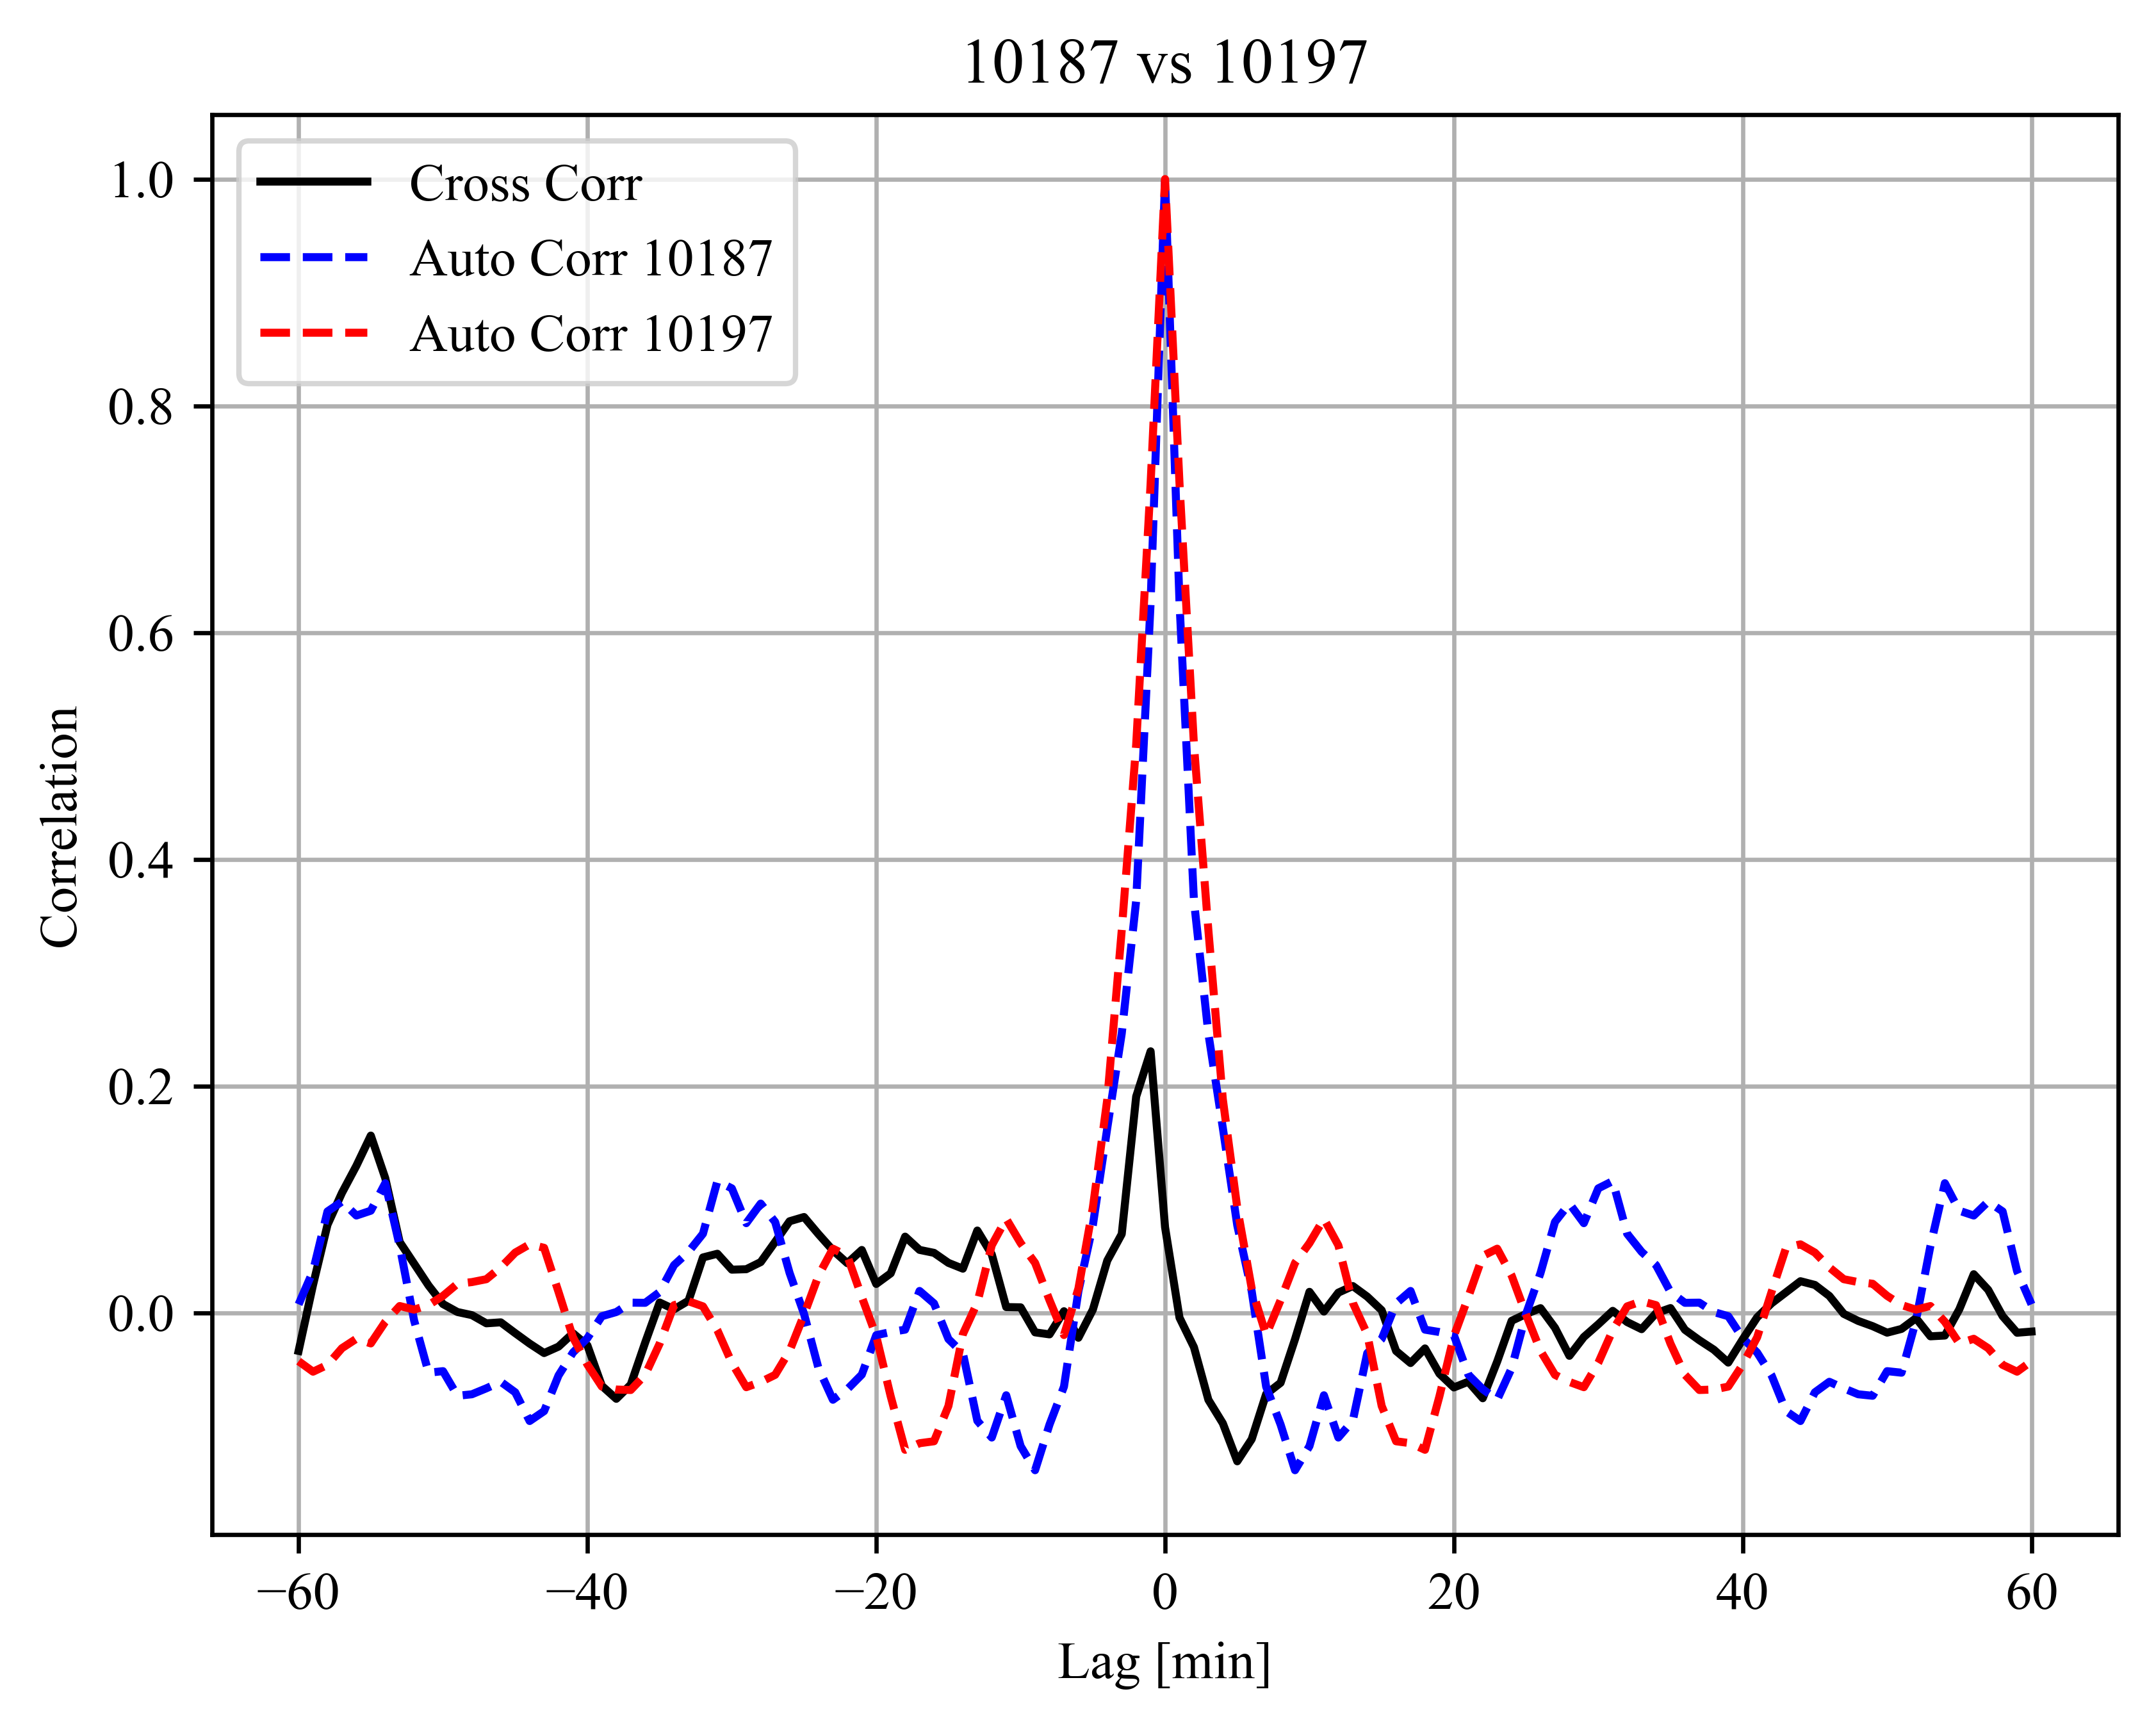 10187 vs 10197
Cross Corr
Auto Corr 10187
Auto Corr 10197
1.0
0.8
0.6
0.4
0.2
0.0
Correlation
−60 −40 −20 0 20 40 60
Lag [min]